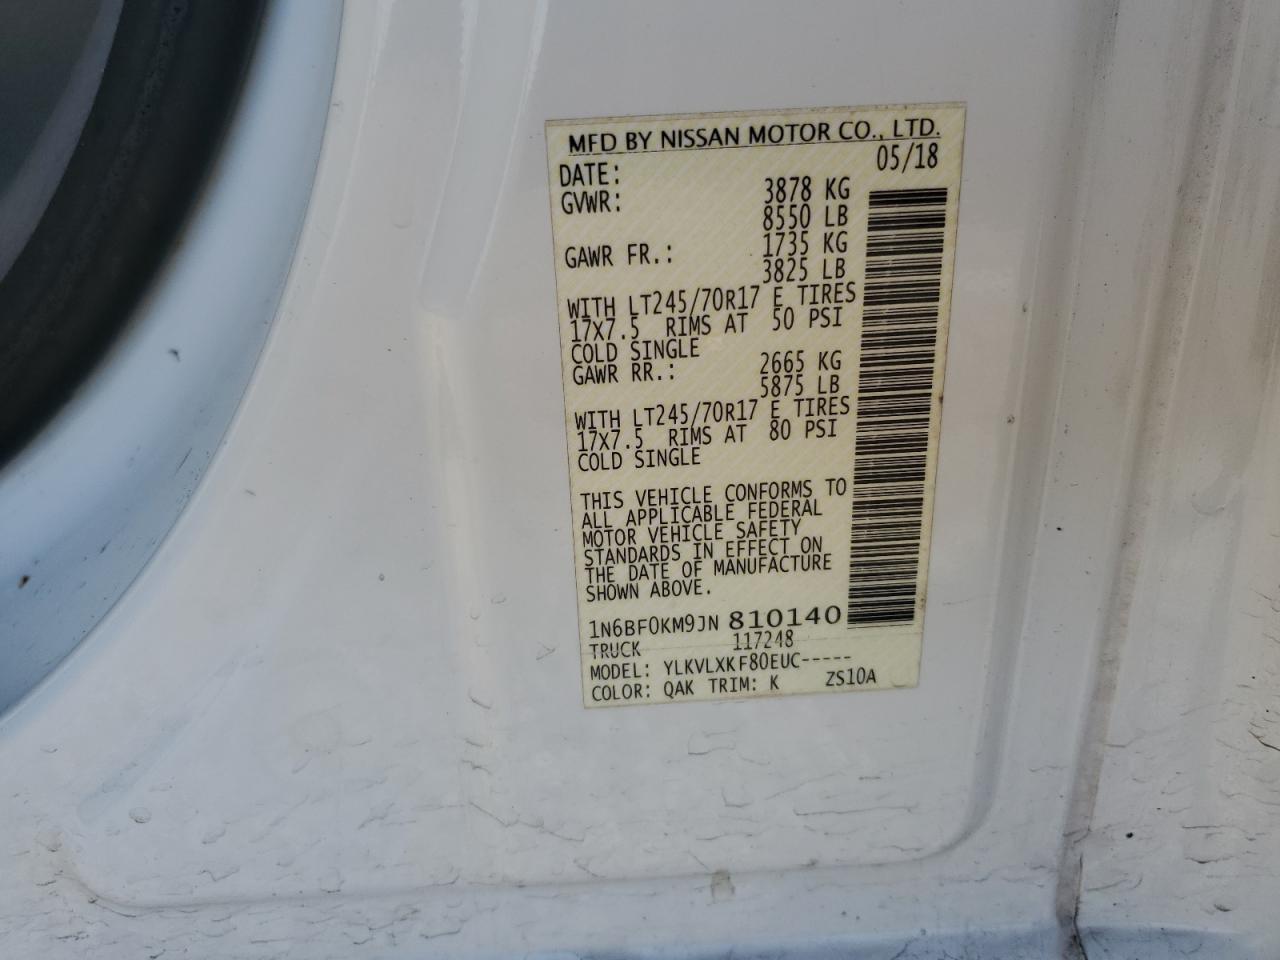 MFD BY NISSAN MOTOR CO., LTD.
DATE: 05/18
GVWR: 3878 KG
8550 LB
GAWR FR.: 1735 KG
3825 LB
WITH LT245/70R17 E TIRES
17X7.5 RIMS AT 50 PSI
COLD SINGLE
GAWR RR.: 2665 KG
5875 LB
WITH LT245/70R17 E TIRES
17X7.5 RIMS AT 80 PSI
COLD SINGLE
THIS VEHICLE CONFORMS TO
ALL APPLICABLE FEDERAL
MOTOR VEHICLE SAFETY
STANDARDS IN EFFECT ON
THE DATE OF MANUFACTURE
SHOWN ABOVE.
1N6BF0KM9JN 810140
TRUCK 117248
MODEL: YLKVLXKF80EUC-----
COLOR: QAK TRIM: K ZS10A